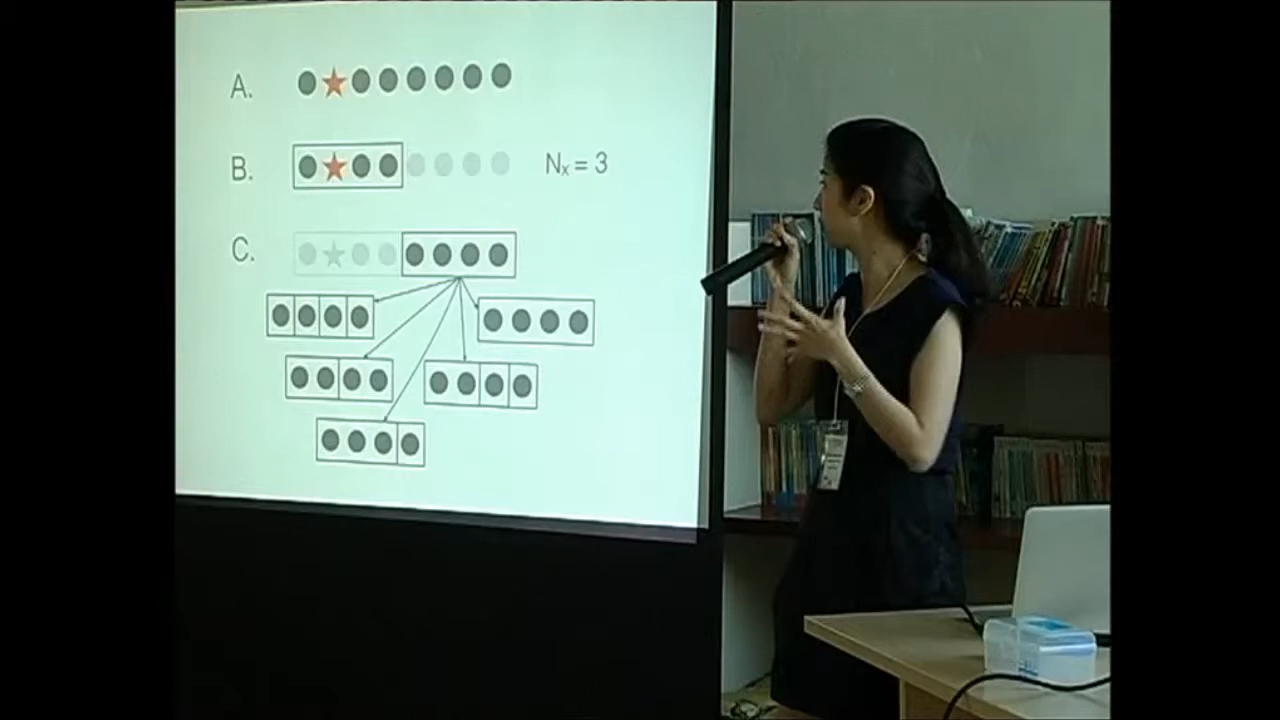 A.
B. Nₓ = 3
C.